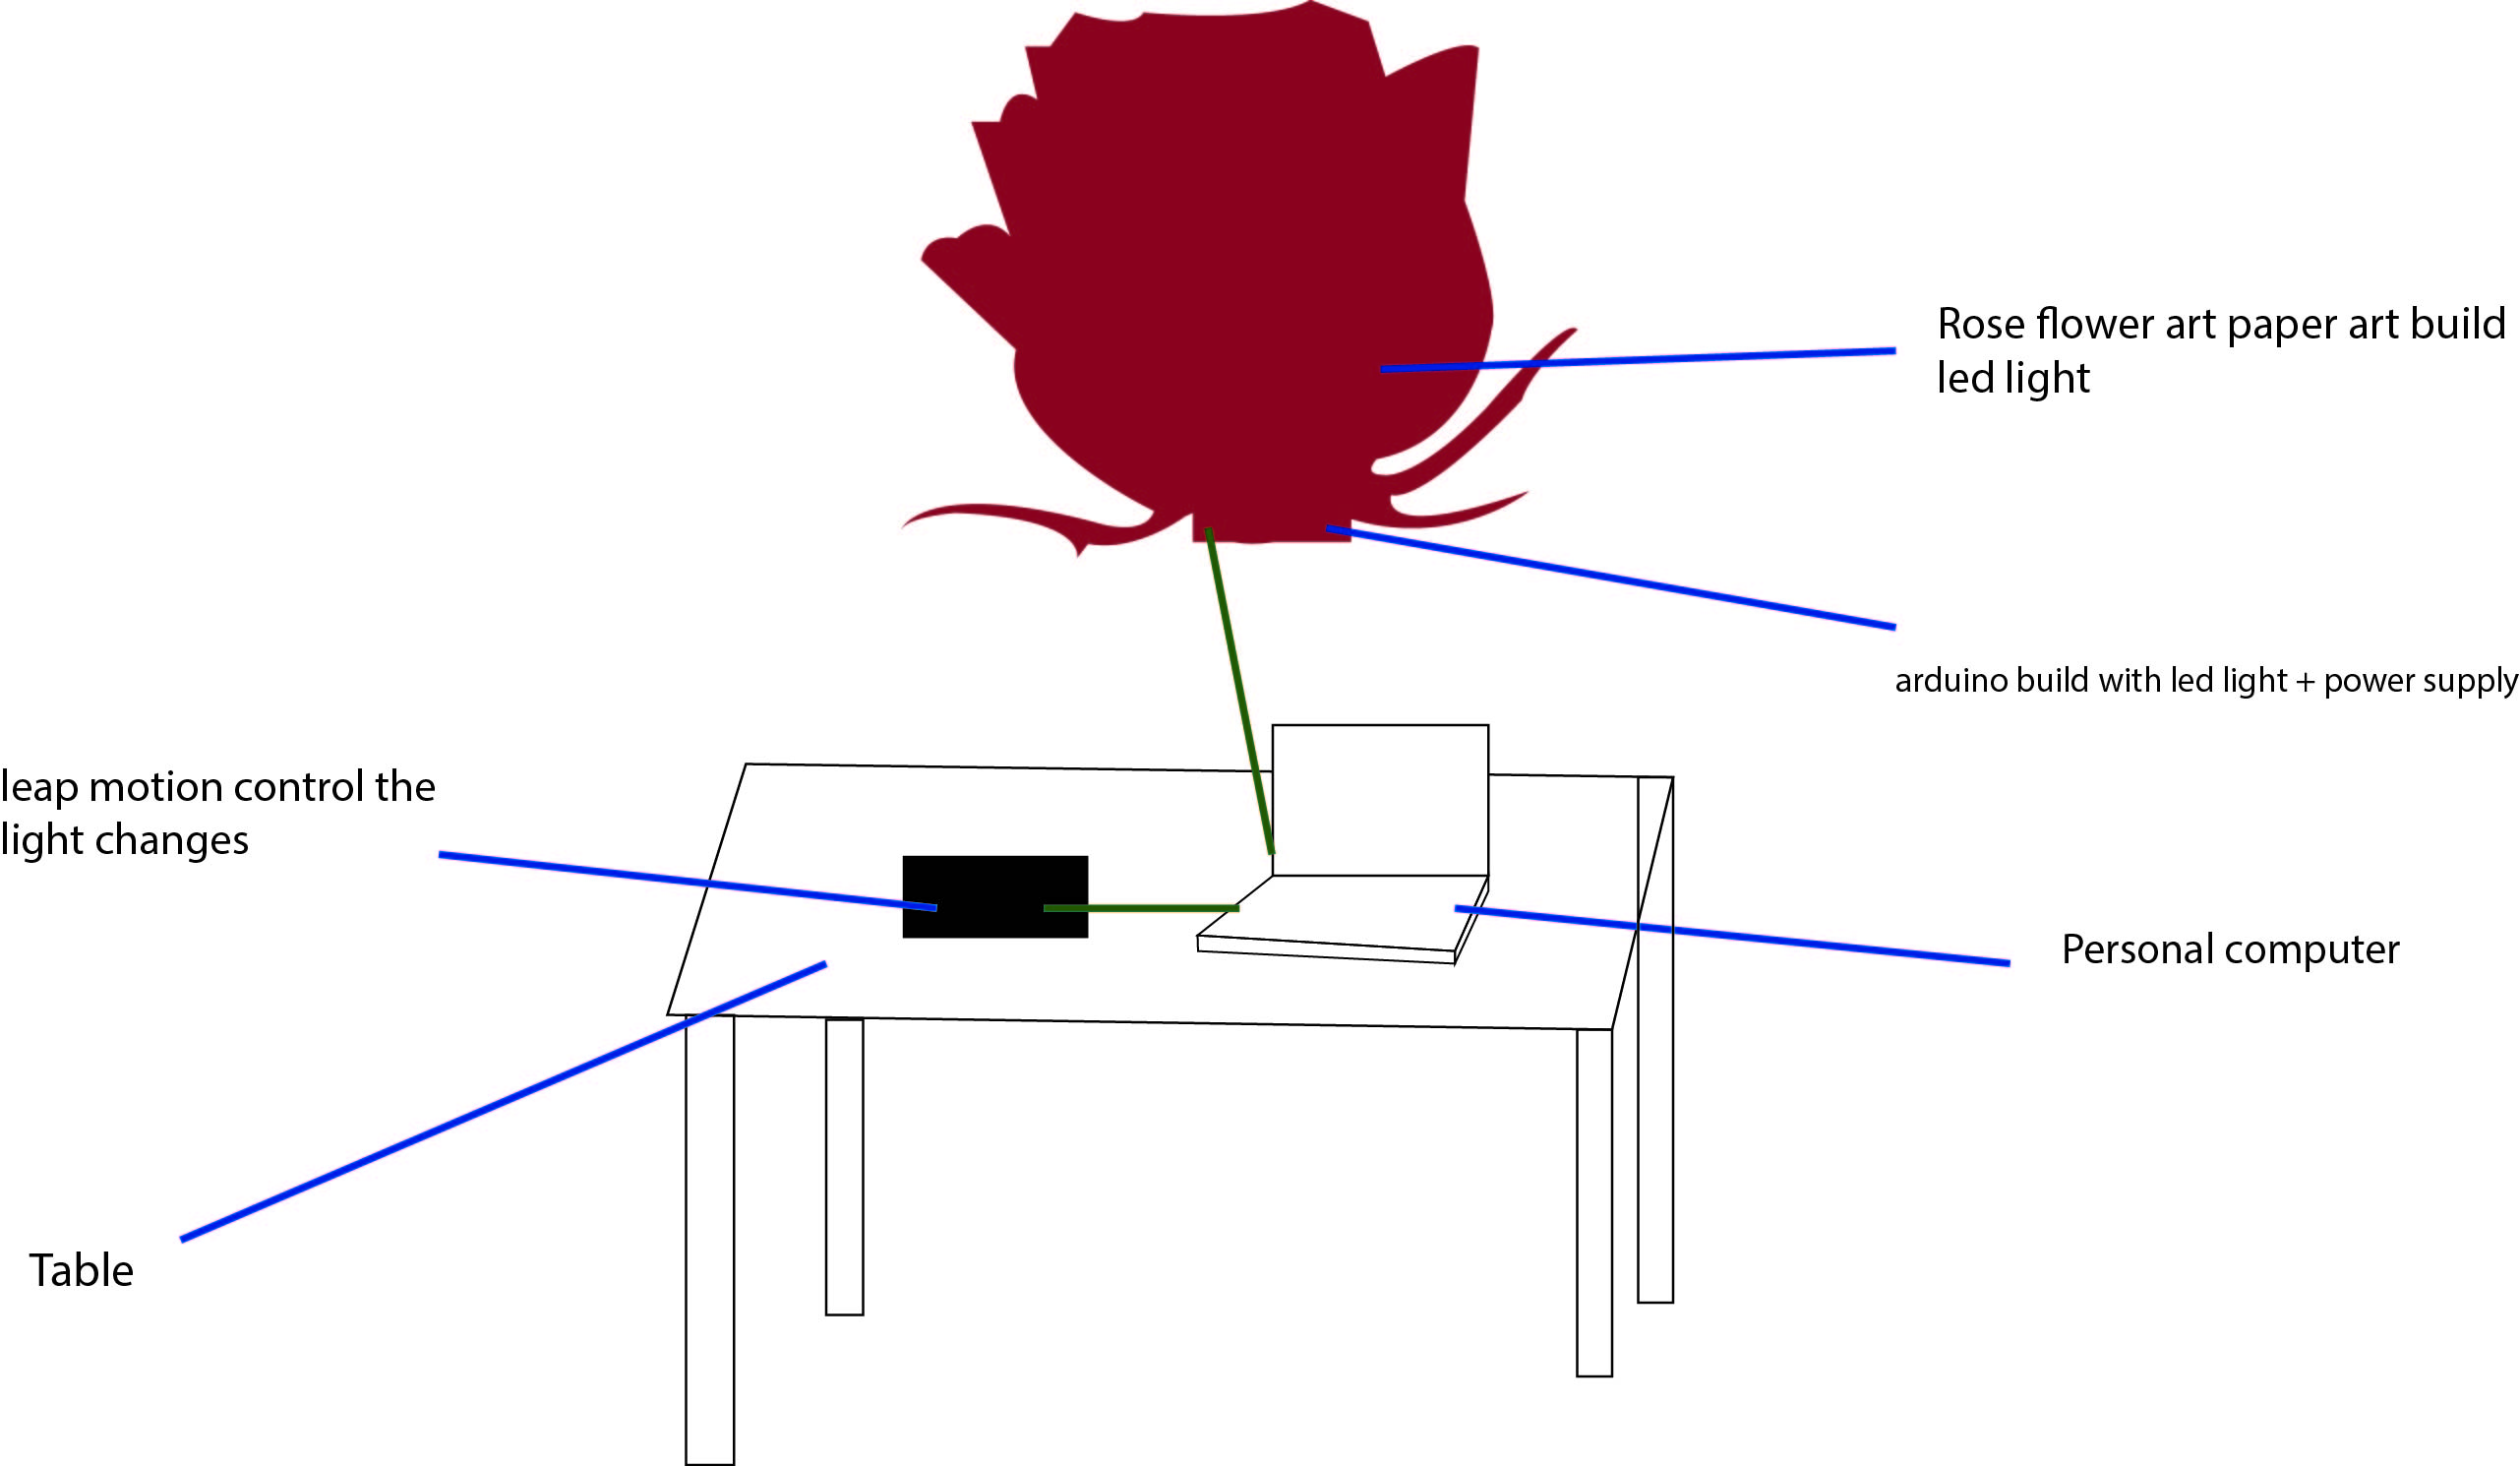 Rose flower art paper art build
led light
arduino build with led light + power supply
leap motion control the
light changes
Personal computer
Table